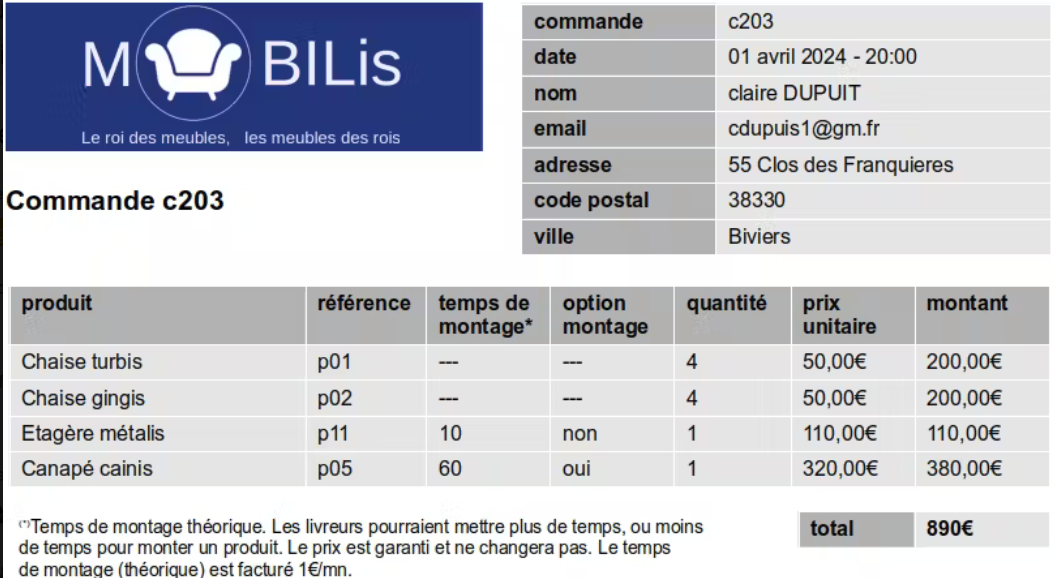 M BILis
Le roi des meubles, les meubles des rois
Commande c203
commande c203
date 01 avril 2024 - 20:00
nom claire DUPUIT
email cdupuis1@gm.fr
adresse 55 Clos des Franquieres
code postal 38330
ville Biviers
produit référence temps de montage* option montage quantité prix unitaire montant
Chaise turbis p01 --- --- 4 50,00€ 200,00€
Chaise gingis p02 --- --- 4 50,00€ 200,00€
Etagère métalis p11 10 non 1 110,00€ 110,00€
Canapé cainis p05 60 oui 1 320,00€ 380,00€
(*)Temps de montage théorique. Les livreurs pourraient mettre plus de temps, ou moins
de temps pour monter un produit. Le prix est garanti et ne changera pas. Le temps
de montage (théorique) est facturé 1€/mn.
total 890€